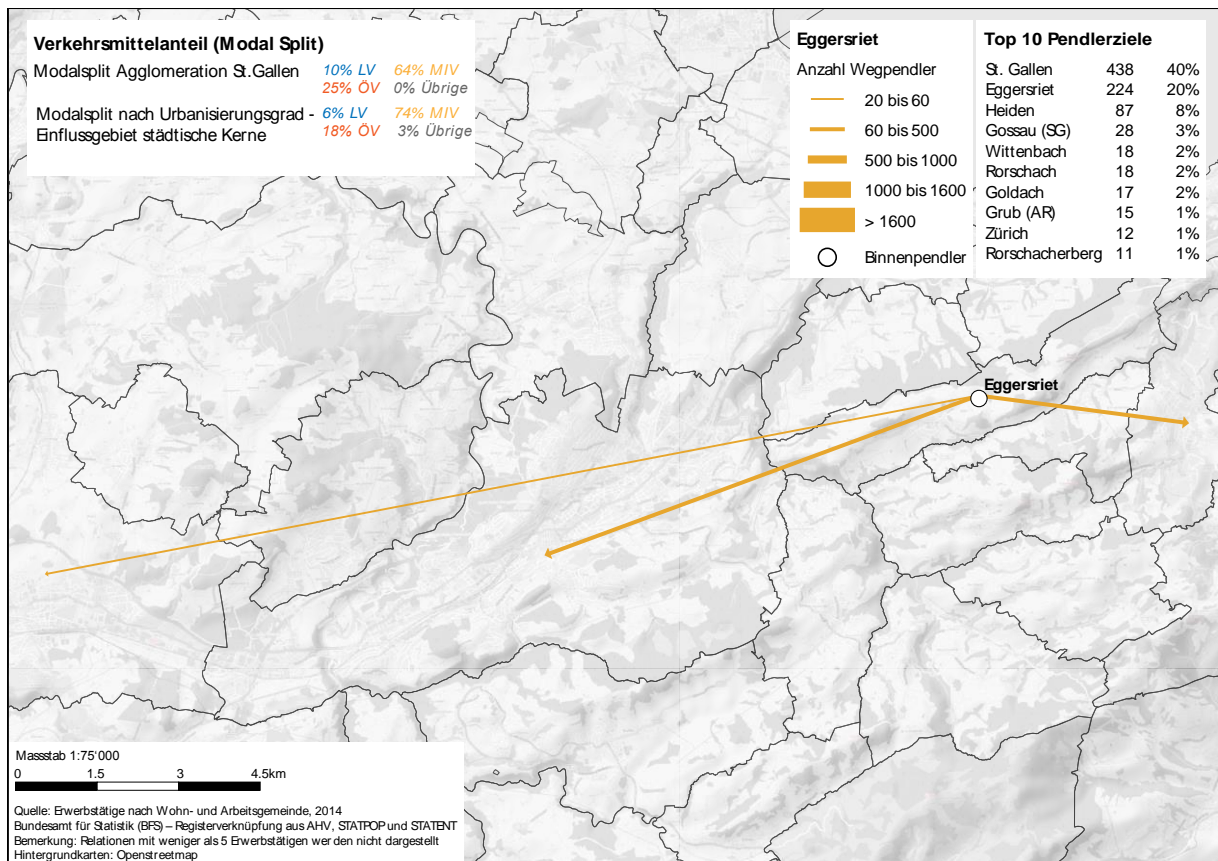 Verkehrsmittelanteil (Modal Split)
Modalsplit Agglomeration St.Gallen 10% LV 64% MIV
25% ÖV 0% Übrige
Modalsplit nach Urbanisierungsgrad - 6% LV 74% MIV
Einflussgebiet städtische Kerne 18% ÖV 3% Übrige
Eggersriet
Anzahl Wegpendler
20 bis 60
60 bis 500
500 bis 1000
1000 bis 1600
> 1600
Binnenpendler
Top 10 Pendlerziele
St. Gallen 438 40%
Eggersriet 224 20%
Heiden 87 8%
Gossau (SG) 28 3%
Wittenbach 18 2%
Rorschach 18 2%
Goldach 17 2%
Grub (AR) 15 1%
Zürich 12 1%
Rorschacherberg 11 1%
Eggersriet
Massstab 1:75'000
0 1.5 3 4.5km
Quelle: Erwerbstätige nach Wohn- und Arbeitsgemeinde, 2014
Bundesamt für Statistik (BFS) – Registerverknüpfung aus AHV, STATPOP und STATENT
Bemerkung: Relationen mit weniger als 5 Erwerbstätigen werden nicht dargestellt
Hintergrundkarten: Openstreetmap